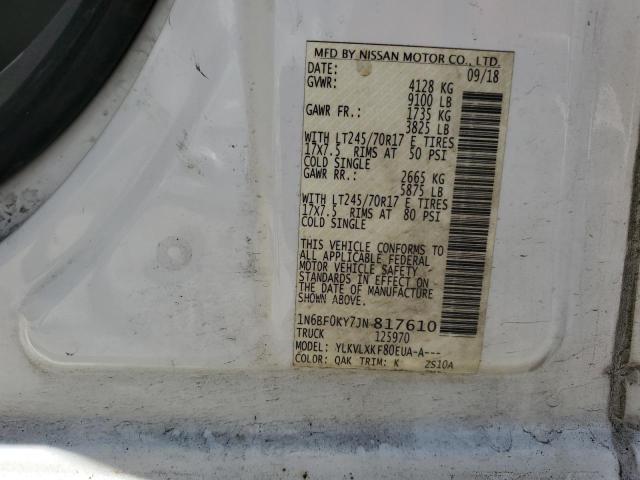 MFD BY NISSAN MOTOR CO., LTD.
DATE: 09/18
GVWR: 4128 KG
9100 LB
GAWR FR.: 1735 KG
3825 LB
WITH LT245/70R17 E TIRES
17X7.5 RIMS AT 50 PSI
COLD SINGLE
GAWR RR.: 2665 KG
5875 LB
WITH LT245/70R17 E TIRES
17X7.5 RIMS AT 80 PSI
COLD SINGLE
THIS VEHICLE CONFORMS TO
ALL APPLICABLE FEDERAL
MOTOR VEHICLE SAFETY
STANDARDS IN EFFECT ON
THE DATE OF MANUFACTURE
SHOWN ABOVE.
1N6BF0KY7JN817610
TRUCK 125970
MODEL: YLKVLXKF80EUA-A---
COLOR: QAK TRIM: K ZS10A